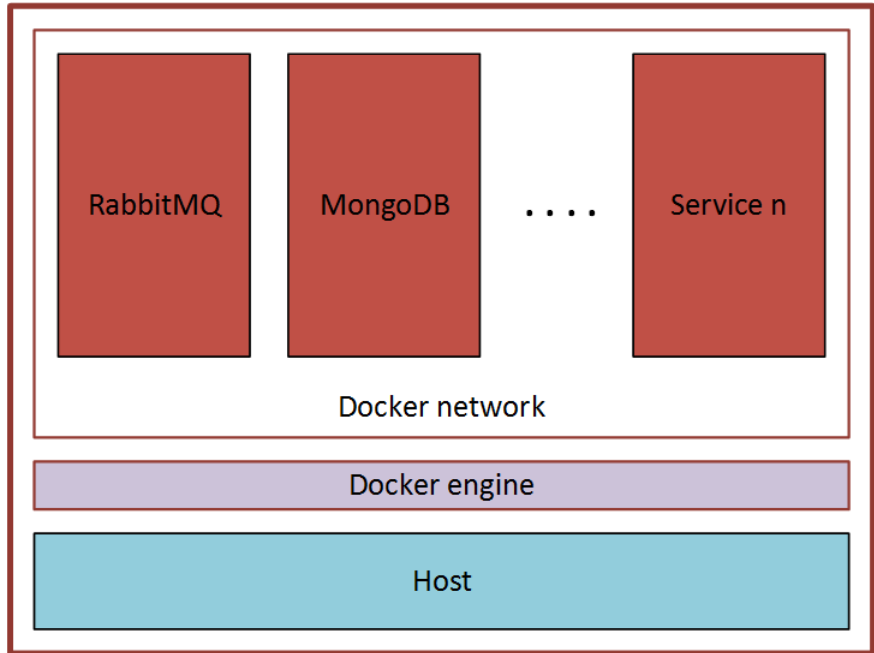 RabbitMQ
MongoDB
. . . .
Service n
Docker network
Docker engine
Host